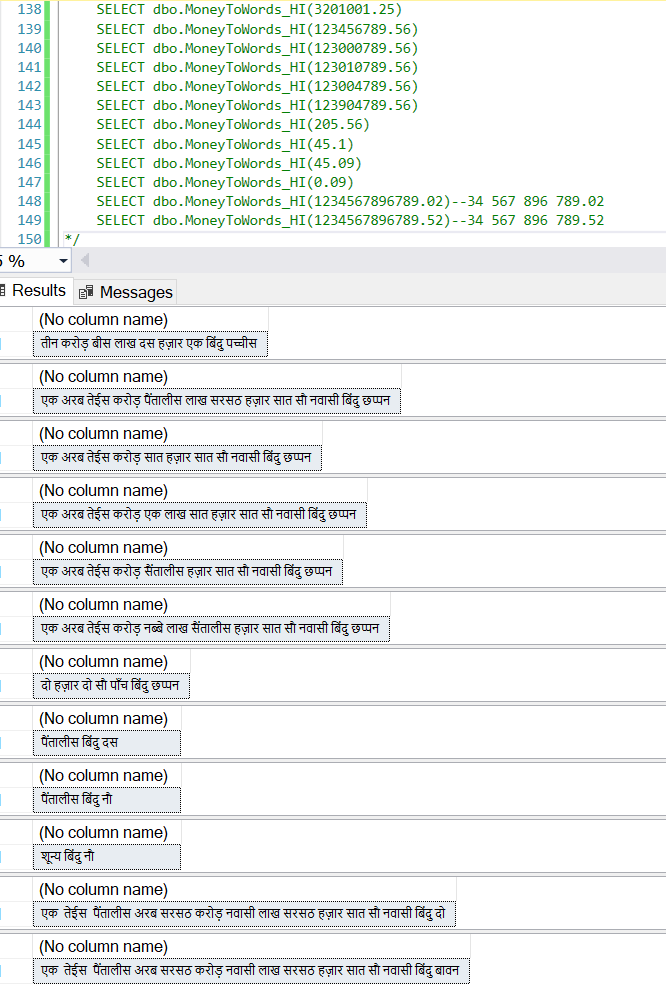 138 SELECT dbo.MoneyToWords_HI(3201001.25)
139 SELECT dbo.MoneyToWords_HI(123456789.56)
140 SELECT dbo.MoneyToWords_HI(123000789.56)
141 SELECT dbo.MoneyToWords_HI(123010789.56)
142 SELECT dbo.MoneyToWords_HI(123004789.56)
143 SELECT dbo.MoneyToWords_HI(123904789.56)
144 SELECT dbo.MoneyToWords_HI(205.56)
145 SELECT dbo.MoneyToWords_HI(45.1)
146 SELECT dbo.MoneyToWords_HI(45.09)
147 SELECT dbo.MoneyToWords_HI(0.09)
148 SELECT dbo.MoneyToWords_HI(1234567896789.02)--34 567 896 789.02
149 SELECT dbo.MoneyToWords_HI(1234567896789.52)--34 567 896 789.52
150 */
%
Results Messages
(No column name)
तीन करोड़ बीस लाख दस हज़ार एक बिंदु पच्चीस
(No column name)
एक अरब तेईस करोड़ पैंतालीस लाख सरसठ हज़ार सात सौ नवासी बिंदु छप्पन
(No column name)
एक अरब तेईस करोड़ सात हज़ार सात सौ नवासी बिंदु छप्पन
(No column name)
एक अरब तेईस करोड़ एक लाख सात हज़ार सात सौ नवासी बिंदु छप्पन
(No column name)
एक अरब तेईस करोड़ सैंतालीस हज़ार सात सौ नवासी बिंदु छप्पन
(No column name)
एक अरब तेईस करोड़ नब्बे लाख सैंतालीस हज़ार सात सौ नवासी बिंदु छप्पन
(No column name)
दो हज़ार दो सौ पाँच बिंदु छप्पन
(No column name)
पैंतालीस बिंदु दस
(No column name)
पैंतालीस बिंदु नौ
(No column name)
शून्य बिंदु नौ
(No column name)
एक तेईस पैंतालीस अरब सरसठ करोड़ नवासी लाख सरसठ हज़ार सात सौ नवासी बिंदु दो
(No column name)
एक तेईस पैंतालीस अरब सरसठ करोड़ नवासी लाख सरसठ हज़ार सात सौ नवासी बिंदु बावन